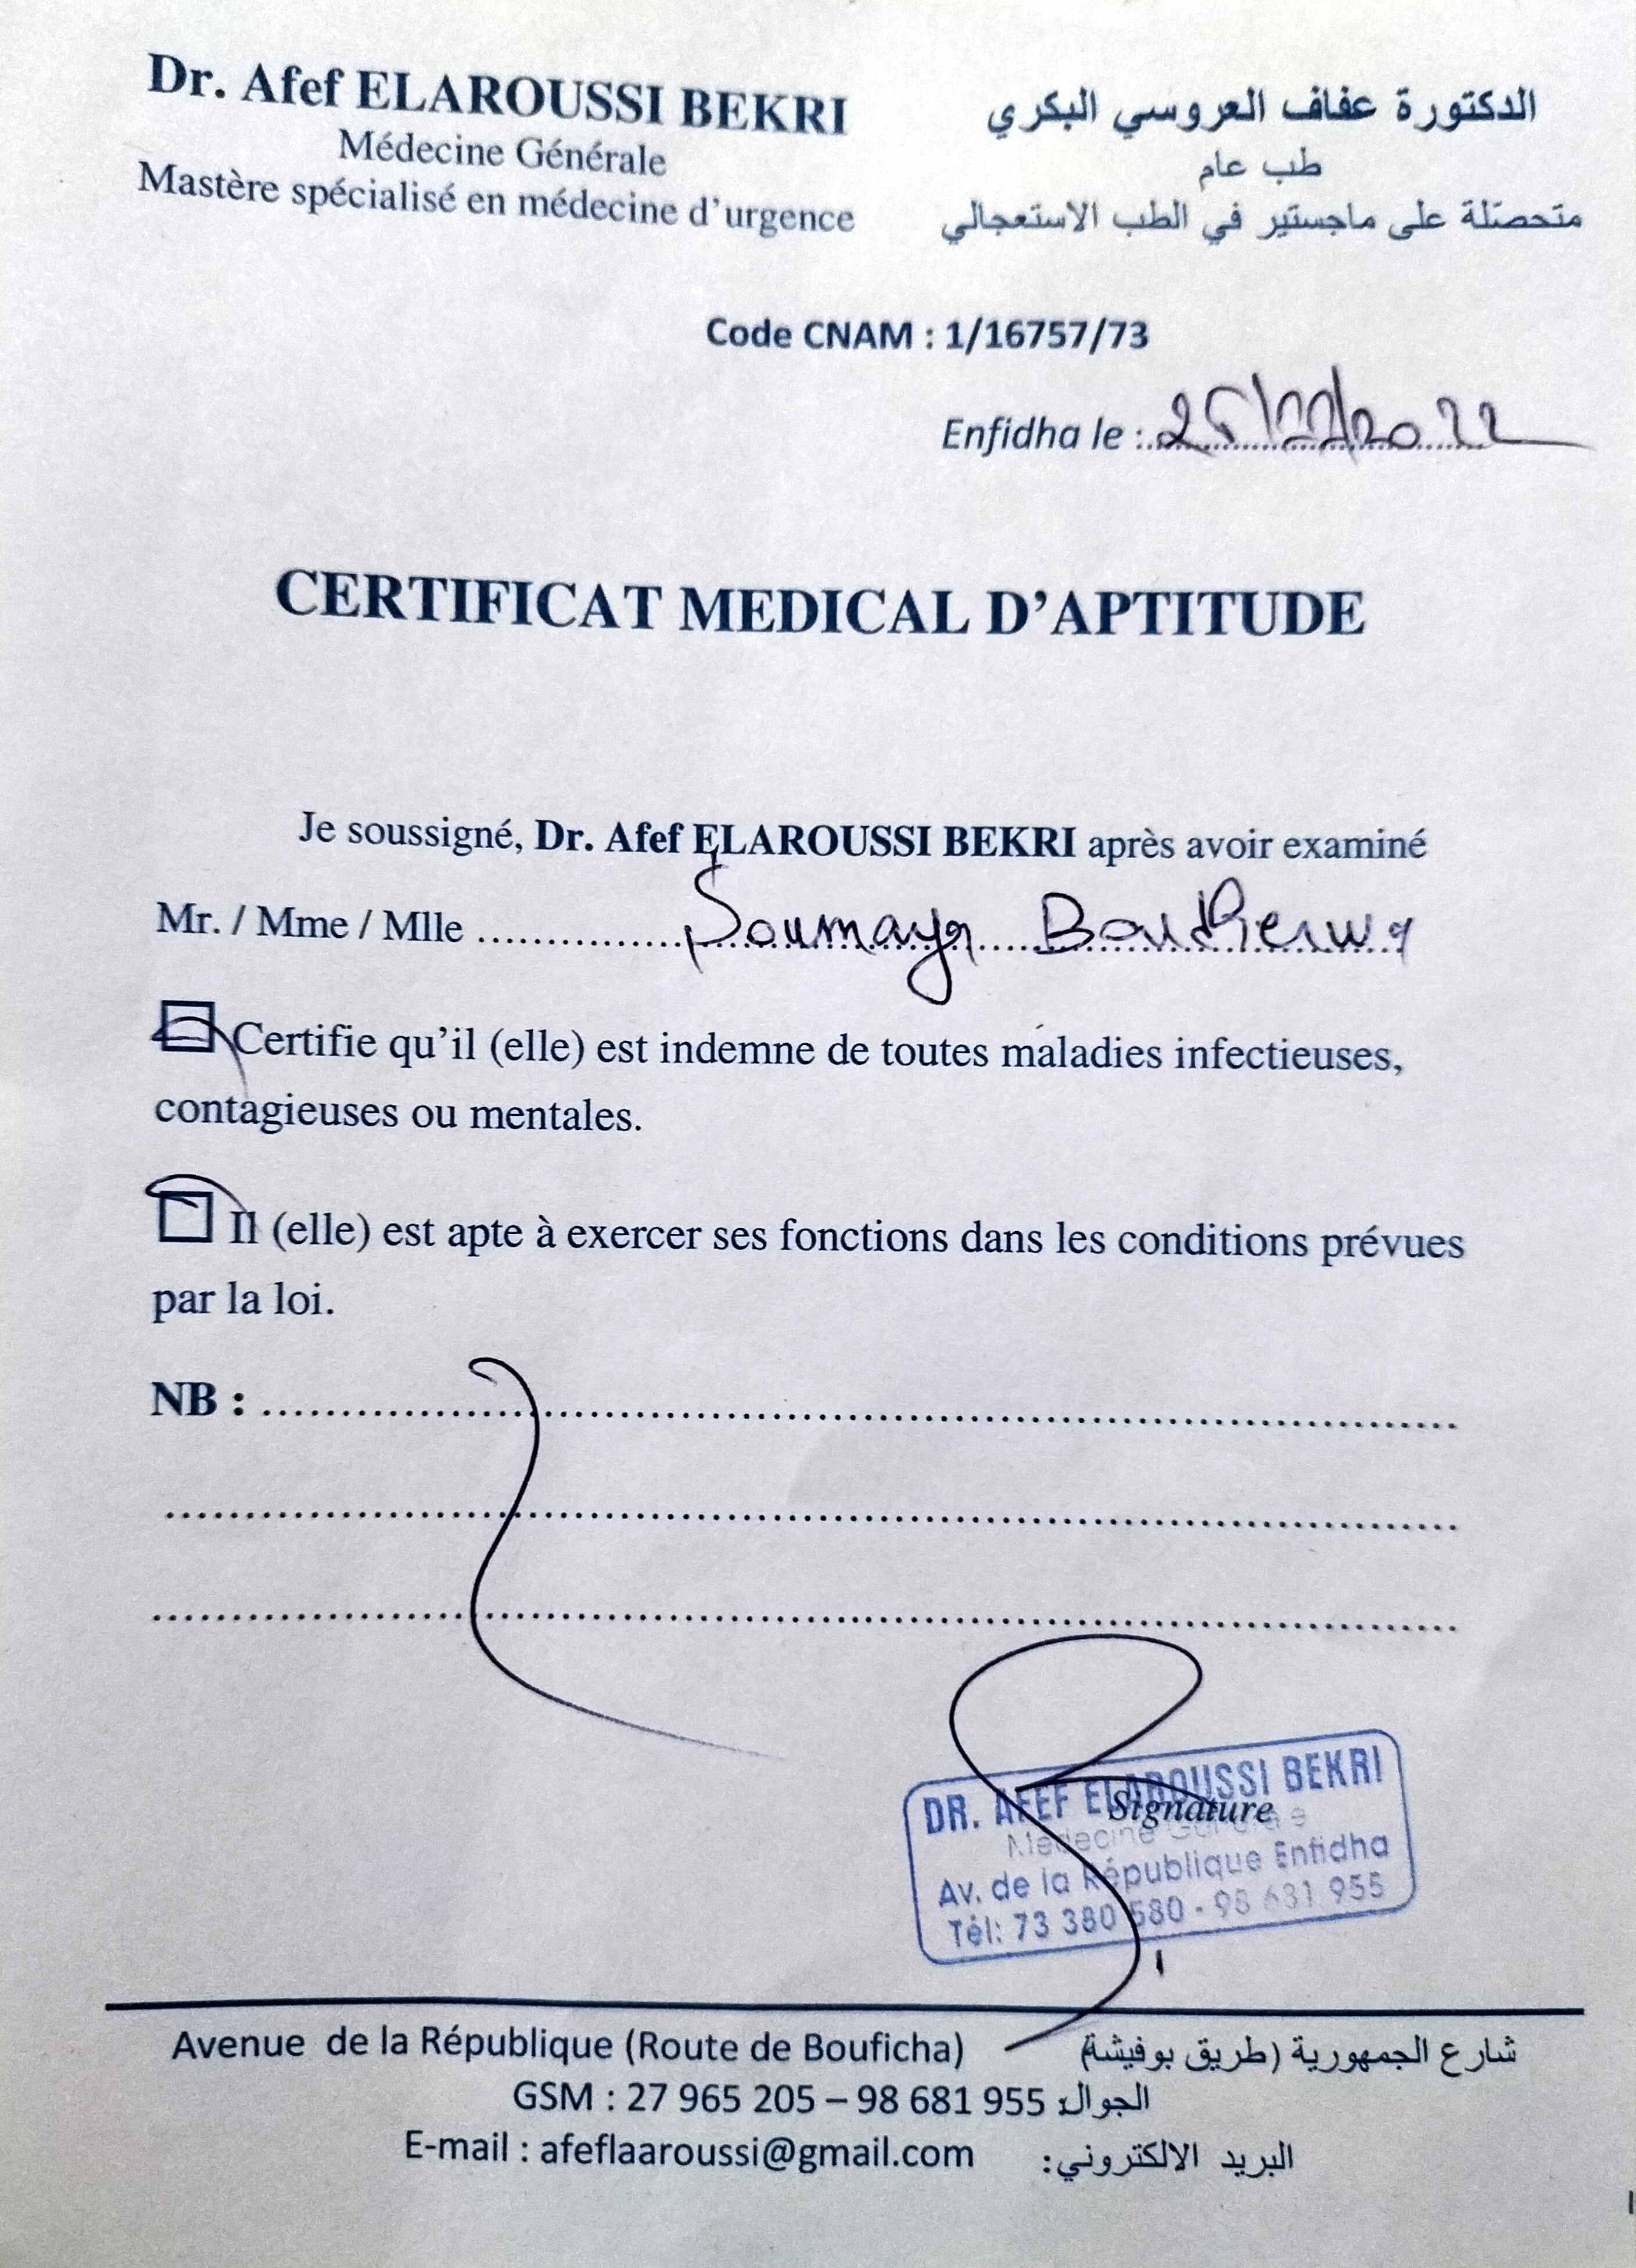 Dr. Afef ELAROUSSI BEKRI
Médecine Générale
Mastère spécialisé en médecine d'urgence
الدكتورة عفاف العروسي البكري
طب عام
متحصّلة على ماجستير في الطب الاستعجالي
Code CNAM : 1/16757/73
Enfidha le : 25/ /2022
CERTIFICAT MEDICAL D'APTITUDE
Je soussigné, Dr. Afef ELAROUSSI BEKRI après avoir examiné
Mr. / Mme / Mlle Soumaya
Certifie qu'il (elle) est indemne de toutes maladies infectieuses,
contagieuses ou mentales.
Il (elle) est apte à exercer ses fonctions dans les conditions prévues
par la loi.
NB :
DR. AFEF ELAROUSSI BEKRI
Signature
Médecine Générale
Av. de la République Enfidha
Tél: 73 380 580 - 98 681 955
Avenue de la République (Route de Bouficha) شارع الجمهورية (طريق بوفيشة)
GSM : 27 965 205 – 98 681 955 الجوال:
E-mail : afeflaaroussi@gmail.com البريد الالكتروني: